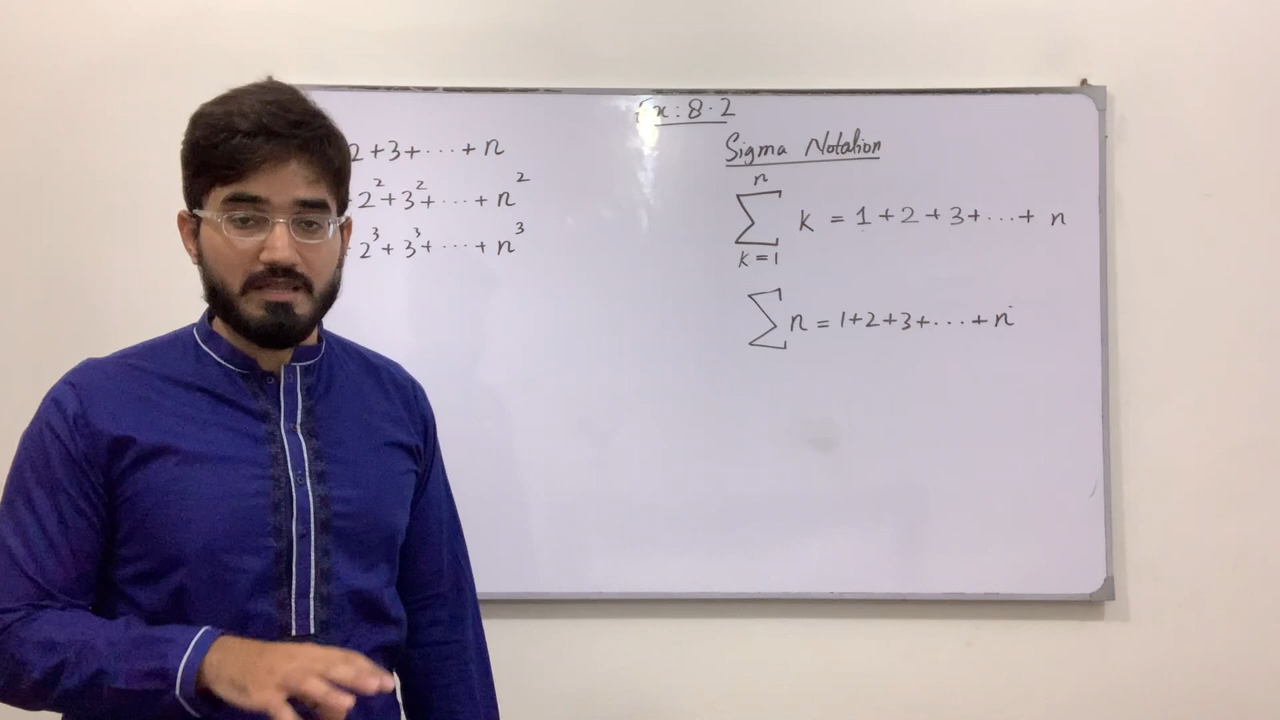 Ex: 8.2
2+3+...+n
2²+3²+...+n²
2³+3³+...+n³
Sigma Notation
n
∑ k = 1+2+3+...+ n
k=1
∑ n = 1+2+3+...+n